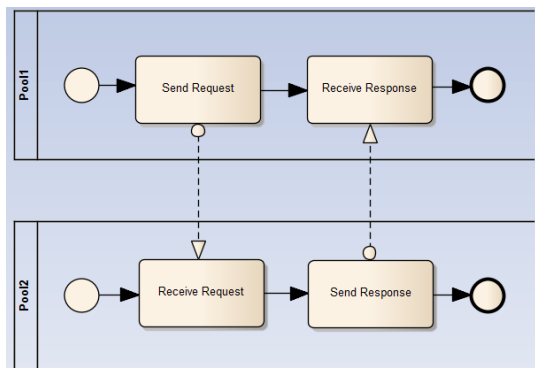 Pool1
Send Request
Receive Response
Pool2
Receive Request
Send Response